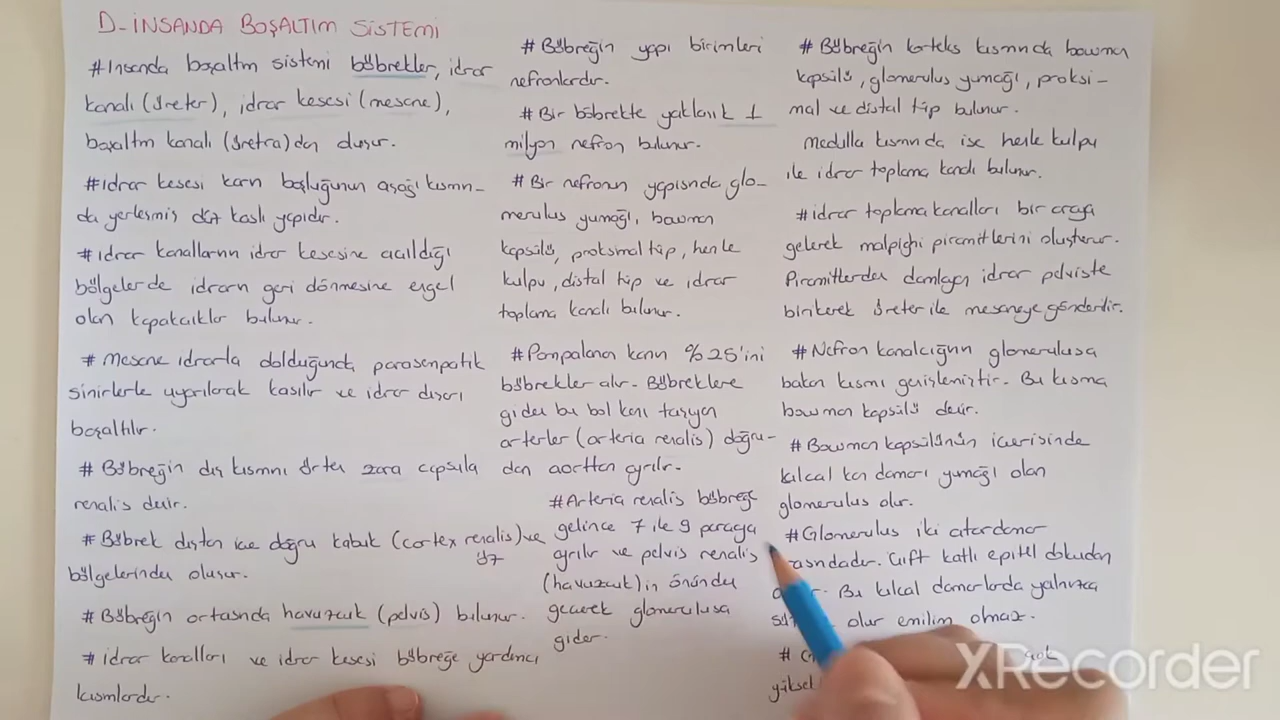 D-İNSANDA BOŞALTIM SİSTEMİ
#İnsanda boşaltım sistemi böbrekler, idrar
kanalı (üreter), idrar kesesi (mesane),
boşaltım kanalı (üretra)dan oluşur.
#idrar kesesi karın boşluğunun aşağı kısmın-
da yerleşmiş düz kaslı yapıdır.
#idrar kanallarının idrar kesesine açıldığı
bölgelerde idrarın geri dönmesine engel
olan kapakcıklar bulunur.
#Mesane idrarla dolduğunda parasempatik
sinirlerle uyarılarak kasılır ve idrar dışarı
boşaltılır.
#Böbreğin dış kısmını örten zara capsula
renalis denir.
#Böbrek dıştan içe doğru kabuk (cortex renalis) ve
öz
bölgelerinden oluşur.
#Böbreğin ortasında havuzcuk (pelvis) bulunur.
#idrar kanalları ve idrar kesesi böbreğe yardımcı
kısımlardır.
#Böbreğin yapı birimleri
nefronlardır.
#Bir böbrekte yaklaşık 1
milyon nefron bulunur.
#Bir nefronun yapısında glo-
merulus yumağı, bowman
kapsülü, proksimal tüp, henle
kulpu, distal tüp ve idrar
toplama kanalı bulunur.
#Pompalanan kanın %25'ini
böbrekler alır. Böbreklere
giden bu bol kanı taşıyan
arterler (arteria renalis) doğru-
dan aorttan ayrılır.
#Arteria renalis böbreğe
gelince 7 ile 9 parçaya
ayrılır ve pelvis renalis
(havuzcuk)in önünden
geçerek glomerulusa
gider.
#Böbreğin korteks kısmında bowman
kapsülü, glomerulus yumağı, proksi-
mal ve distal tüp bulunur.
Medulla kısmında ise henle kulpu
ile idrar toplama kanalı bulunur.
#idrar toplama kanalları bir araya
gelerek malpighi piramitlerini oluşturur.
Piramitlerden damlayan idrar pelviste
birikerek üreter ile mesaneye gönderilir.
#Nefron kanalcığının glomerulusa
bakan kısmı genişlemiştir. Bu kısma
bowman kapsülü denir.
#Bowman kapsülünün içerisinde
kılcal kan damarı yumağı olan
glomerulus olur.
#Glomerulus iki atardamar
arasındadır. Çift katlı epitel dokudan
Bu kılcal damarlarda yalnızca
olur emilim olmaz.
#
XRecorder